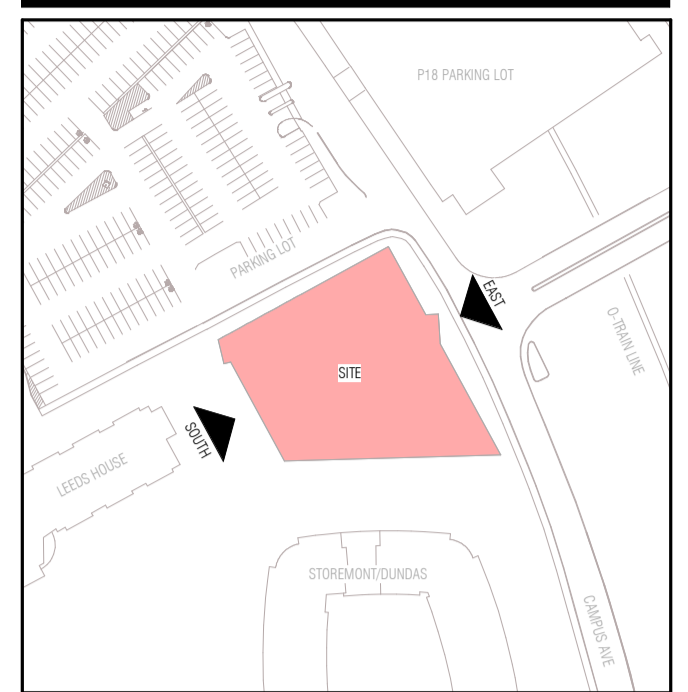 P18 PARKING LOT
PARKING LOT
EAST
O-TRAIN LINE
SITE
SOUTH
LEEDS HOUSE
STOREMONT/DUNDAS
CAMPUS AVE